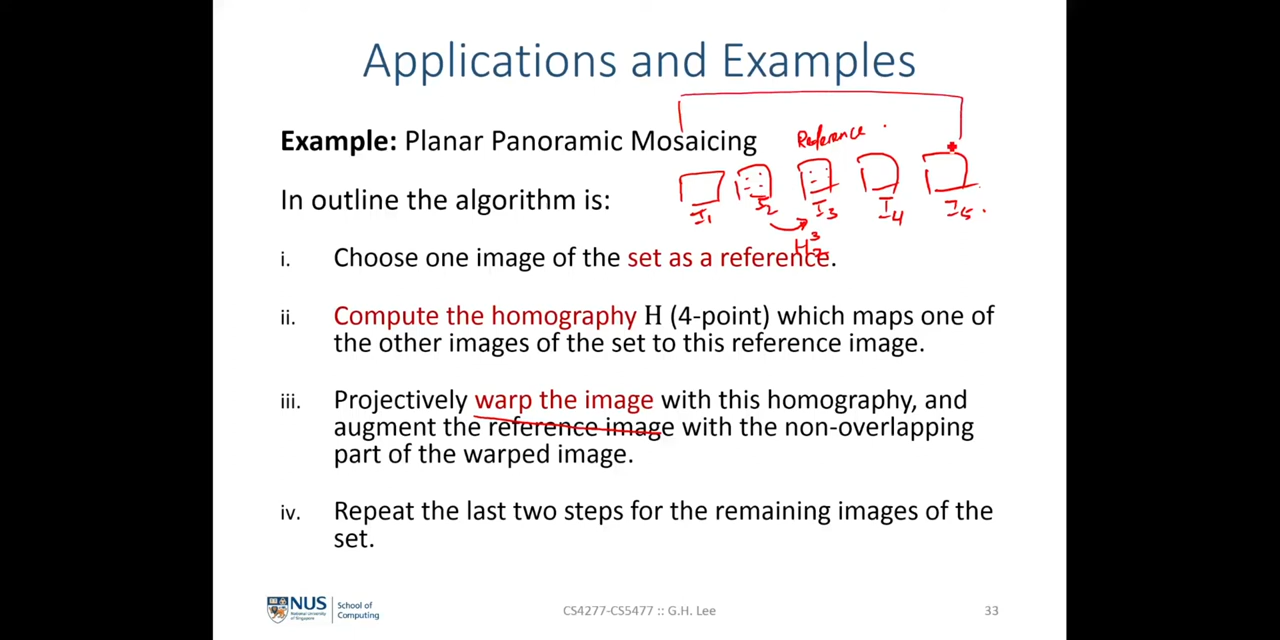 Applications and Examples
Example: Planar Panoramic Mosaicing
Reference
In outline the algorithm is:
I1 I2 I3 I4 I5
i. Choose one image of the set as a reference.
ii. Compute the homography H (4-point) which maps one of
the other images of the set to this reference image.
iii. Projectively warp the image with this homography, and
augment the reference image with the non-overlapping
part of the warped image.
iv. Repeat the last two steps for the remaining images of the
set.
NUS
National University
of Singapore
School of
Computing
CS4277-CS5477 :: G.H. Lee
33